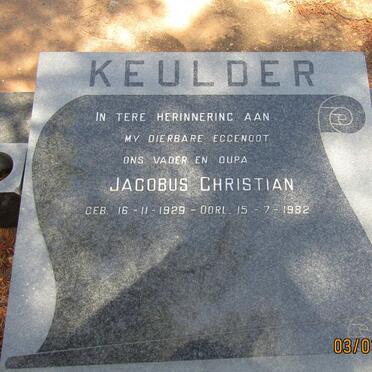 KEULDER
IN TERE HERINNERING AAN
MY DIERBARE EGGENOOT
ONS VADER EN OUPA
JACOBUS CHRISTIAN
GEB. 16-11-1929 - OORL. 15-7-1982
03/0